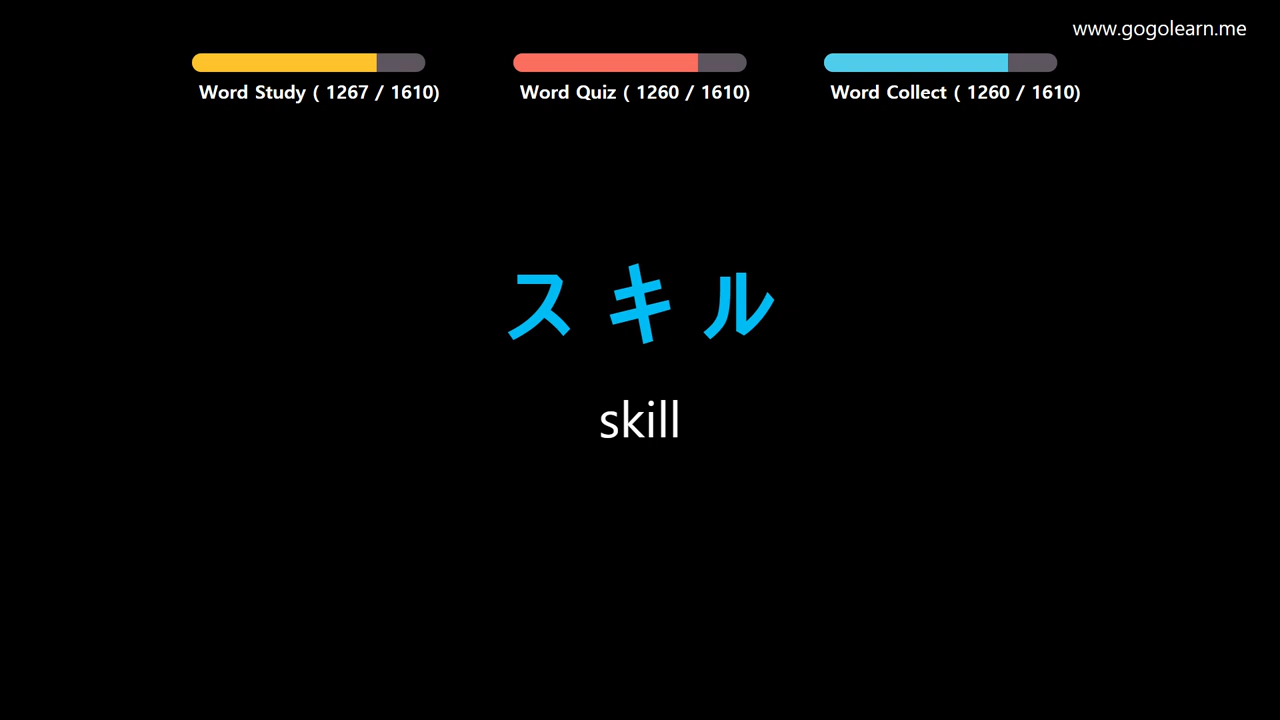 www.gogolearn.me
Word Study ( 1267 / 1610)
Word Quiz ( 1260 / 1610)
Word Collect ( 1260 / 1610)
スキル
skill